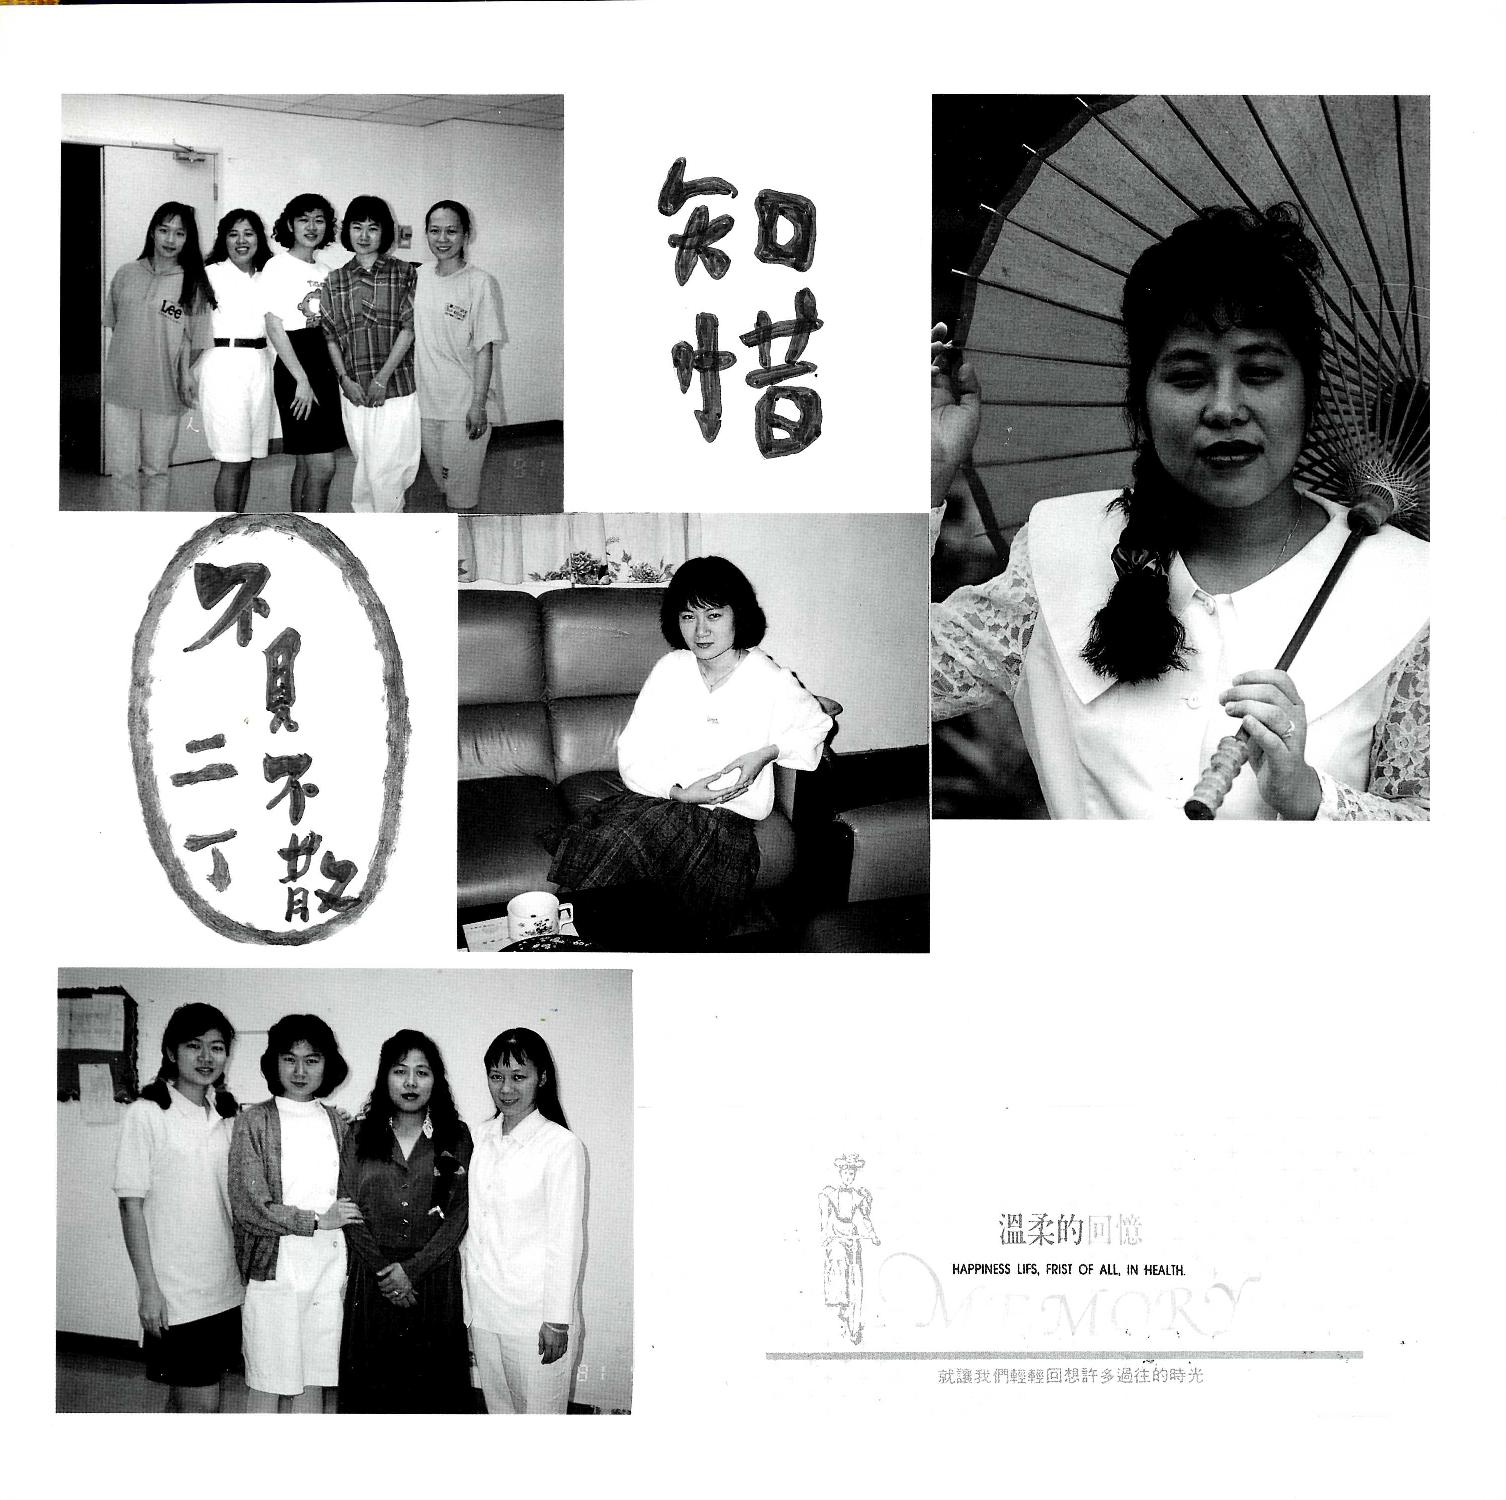 知惜
Lee
不見不散
二丁
溫柔的回憶
HAPPINESS LIFS, FRIST OF ALL, IN HEALTH.
MEMORY
就讓我們輕輕回想許多過往的時光